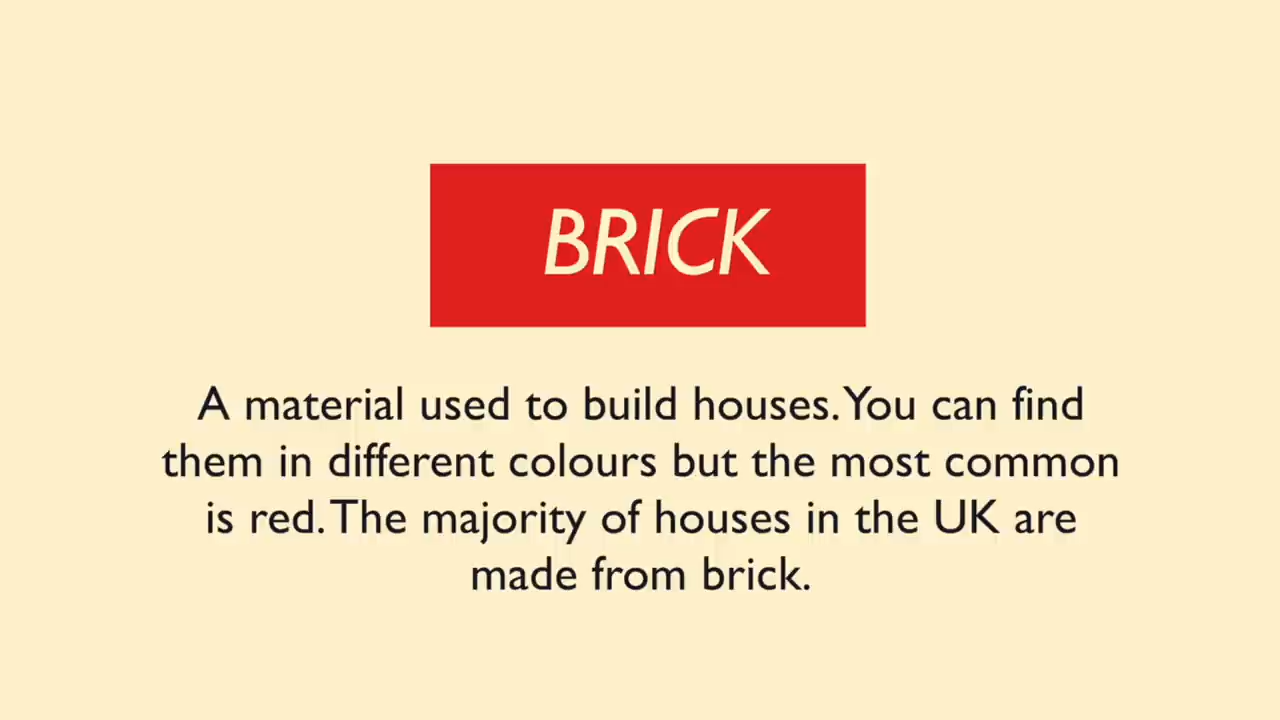 BRICK
A material used to build houses. You can find
them in different colours but the most common
is red. The majority of houses in the UK are
made from brick.